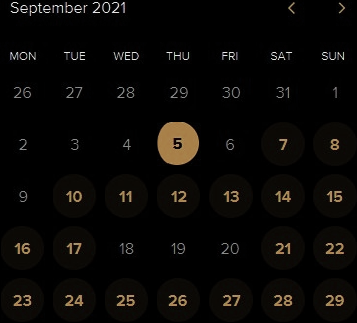 September 2021
MON TUE WED THU FRI SAT SUN
26 27 28 29 30 31 1
2 3 4 5 6 7 8
9 10 11 12 13 14 15
16 17 18 19 20 21 22
23 24 25 26 27 28 29